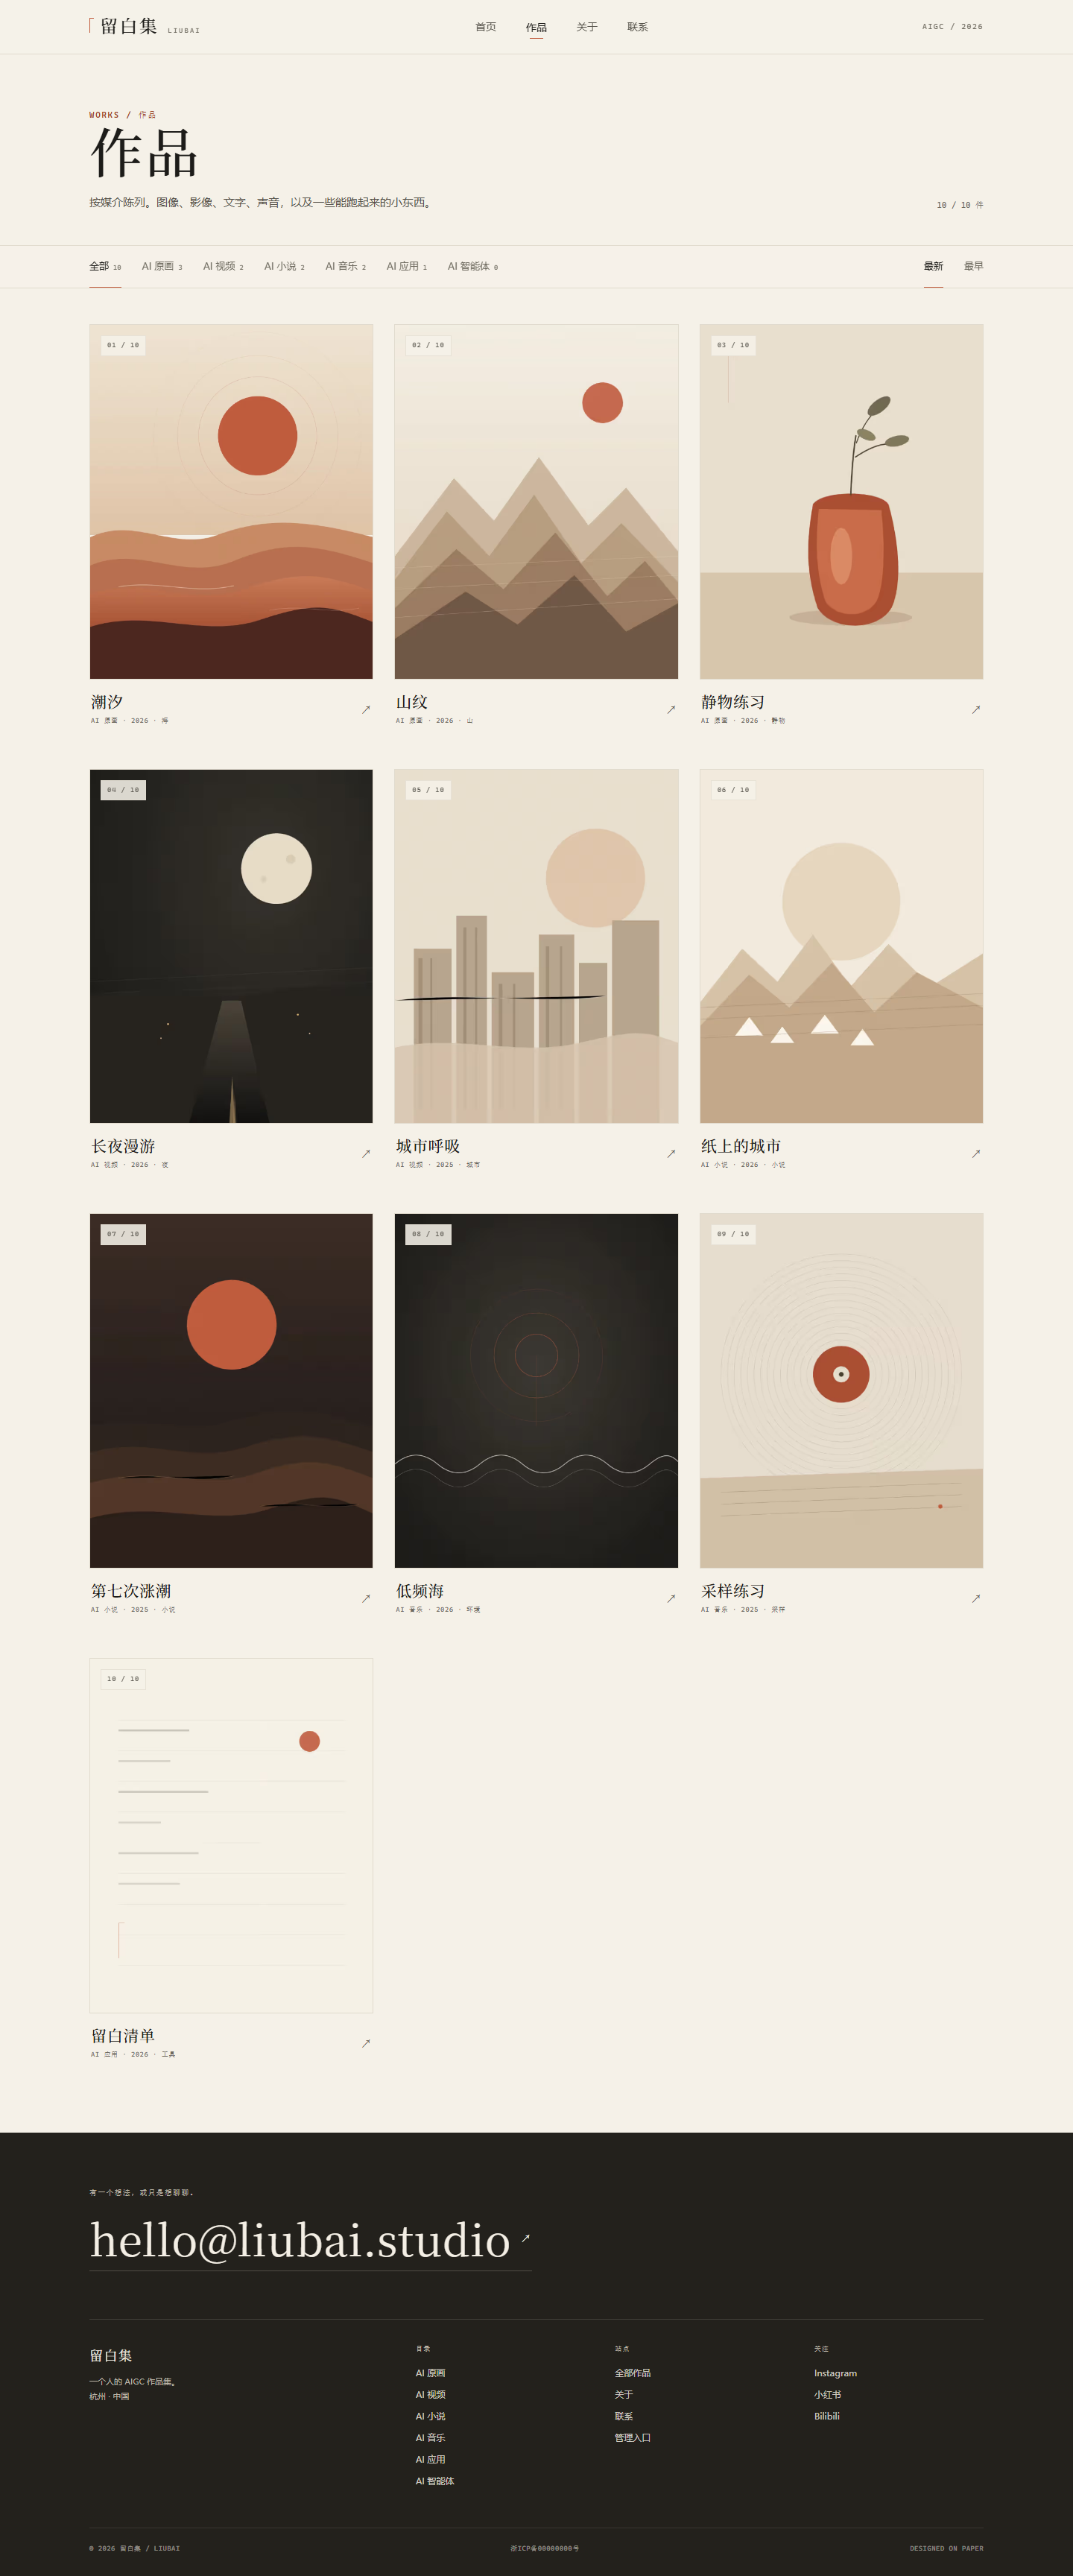 留白集 LIUBAI
首页 作品 关于 联系
AIGC / 2026
WORKS / 作品
作品
按媒介陈列。图像、影像、文字、声音，以及一些能跑起来的小东西。
10 / 10 件
全部 10 AI 原画 3 AI 视频 2 AI 小说 2 AI 音乐 2 AI 应用 1 AI 智能体 0
最新 最早
01 / 10
02 / 10
03 / 10
潮汐 ↗
AI 原画 · 2026 · 海
山纹 ↗
AI 原画 · 2026 · 山
静物练习 ↗
AI 原画 · 2026 · 静物
04 / 10
05 / 10
06 / 10
长夜漫游 ↗
AI 视频 · 2026 · 夜
城市呼吸 ↗
AI 视频 · 2025 · 城市
纸上的城市 ↗
AI 小说 · 2026 · 小说
07 / 10
08 / 10
09 / 10
第七次涨潮 ↗
AI 小说 · 2025 · 小说
低频海 ↗
AI 音乐 · 2026 · 环境
采样练习 ↗
AI 音乐 · 2025 · 采样
10 / 10
留白清单 ↗
AI 应用 · 2026 · 工具
有一个想法，或只是想聊聊。
hello@liubai.studio ↗
留白集
一个人的 AIGC 作品集。
杭州 · 中国
目录
AI 原画
AI 视频
AI 小说
AI 音乐
AI 应用
AI 智能体
站点
全部作品
关于
联系
管理入口
关注
Instagram
小红书
Bilibili
© 2026 留白集 / LIUBAI
浙ICP备00000000号
DESIGNED ON PAPER